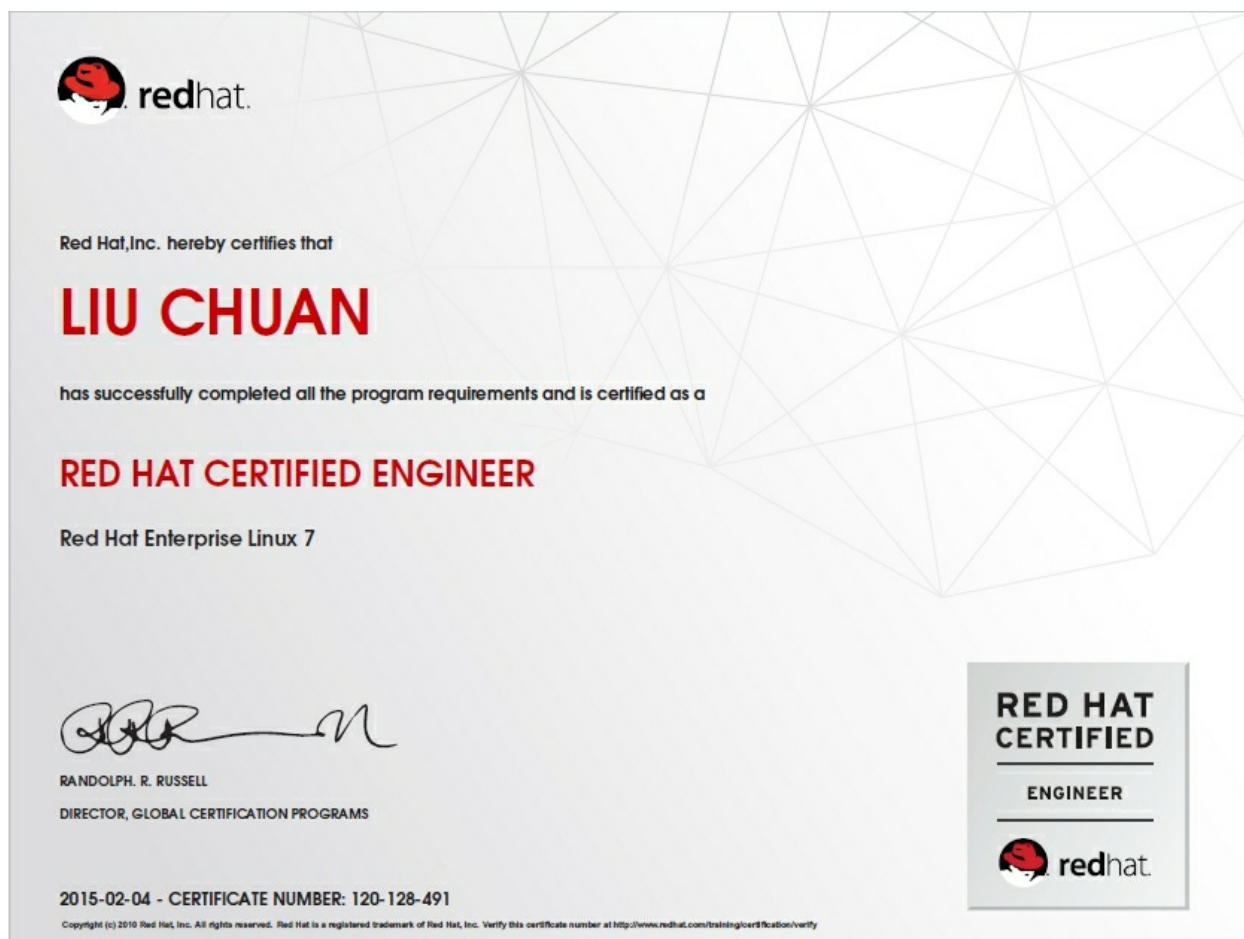 redhat.
Red Hat,Inc. hereby certifies that
LIU CHUAN
has successfully completed all the program requirements and is certified as a
RED HAT CERTIFIED ENGINEER
Red Hat Enterprise Linux 7
RANDOLPH. R. RUSSELL
DIRECTOR, GLOBAL CERTIFICATION PROGRAMS
2015-02-04 - CERTIFICATE NUMBER: 120-128-491
Copyright (c) 2010 Red Hat, Inc. All rights reserved. Red Hat is a registered trademark of Red Hat, Inc. Verify this certificate number at http://www.redhat.com/training/certification/verify
RED HAT
CERTIFIED
ENGINEER
redhat.